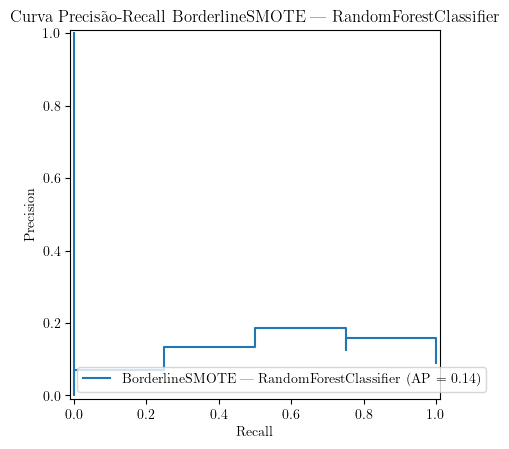 Curva Precisão-Recall BorderlineSMOTE — RandomForestClassifier
1.0
0.8
0.6
0.4
0.2
0.0
Precision
BorderlineSMOTE — RandomForestClassifier (AP = 0.14)
0.0 0.2 0.4 0.6 0.8 1.0
Recall